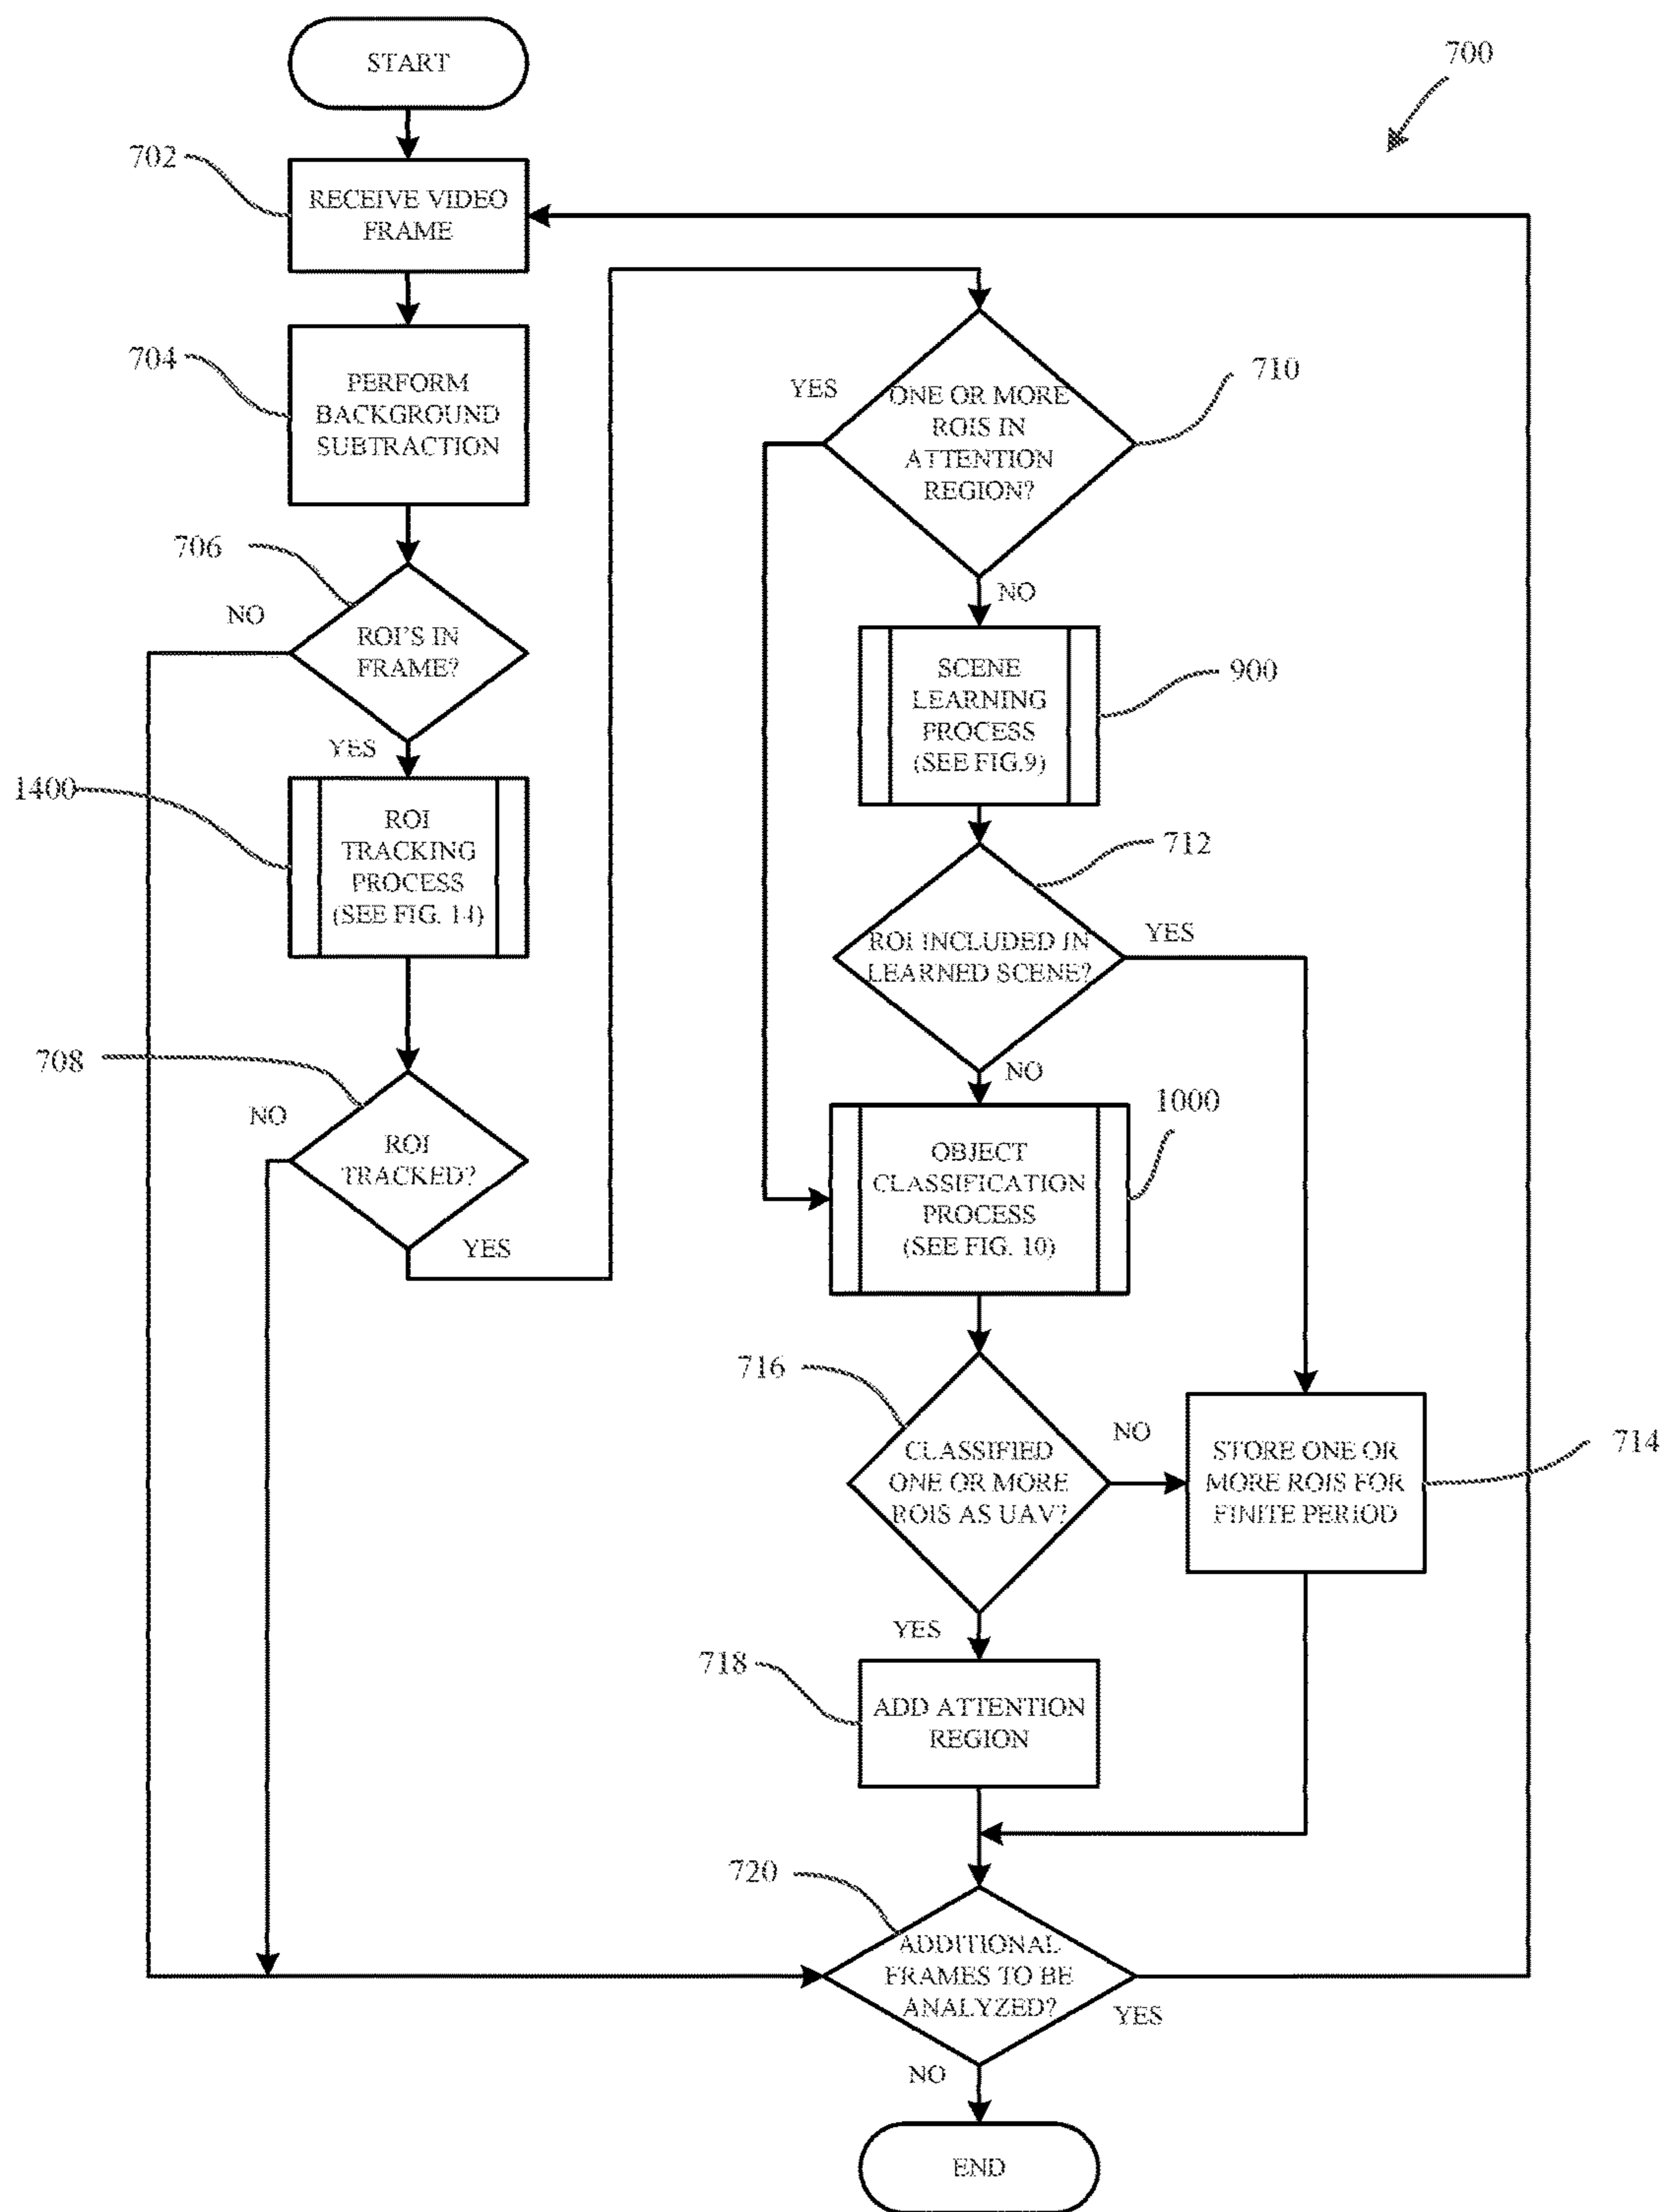 START
700
702
RECEIVE VIDEO
FRAME
704
PERFORM
BACKGROUND
SUBTRACTION
706
NO
ROI'S IN
FRAME?
YES
1400
ROI
TRACKING
PROCESS
(SEE FIG. 14)
708
NO
ROI
TRACKED?
YES
YES
ONE OR MORE
ROIS IN
ATTENTION
REGION?
710
NO
SCENE
LEARNING
PROCESS
(SEE FIG.9)
900
712
ROI INCLUDED IN
LEARNED SCENE?
YES
NO
1000
OBJECT
CLASSIFICATION
PROCESS
(SEE FIG. 10)
716
CLASSIFIED
ONE OR MORE
ROIS AS UAV?
NO
STORE ONE OR
MORE ROIS FOR
FINITE PERIOD
714
YES
718
ADD ATTENTION
REGION
720
ADDITIONAL
FRAMES TO BE
ANALYZED?
YES
NO
END